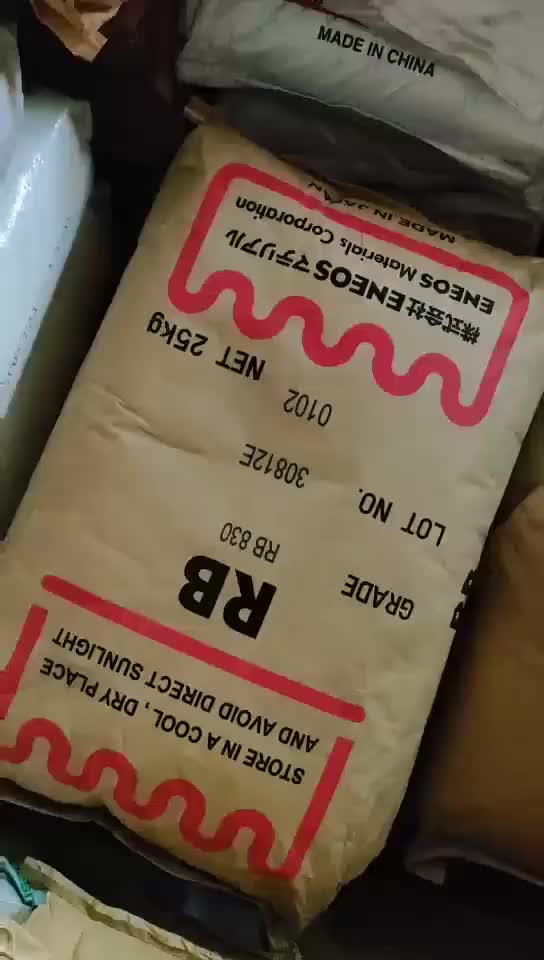 MADE IN CHINA
STORE IN A COOL, DRY PLACE
AND AVOID DIRECT SUNLIGHT
RB
GRADE RB 830
LOT NO. 30812E
0102
NET 25kg
株式会社ENEOSマテリアル
ENEOS Materials Corporation
MADE IN JAPAN